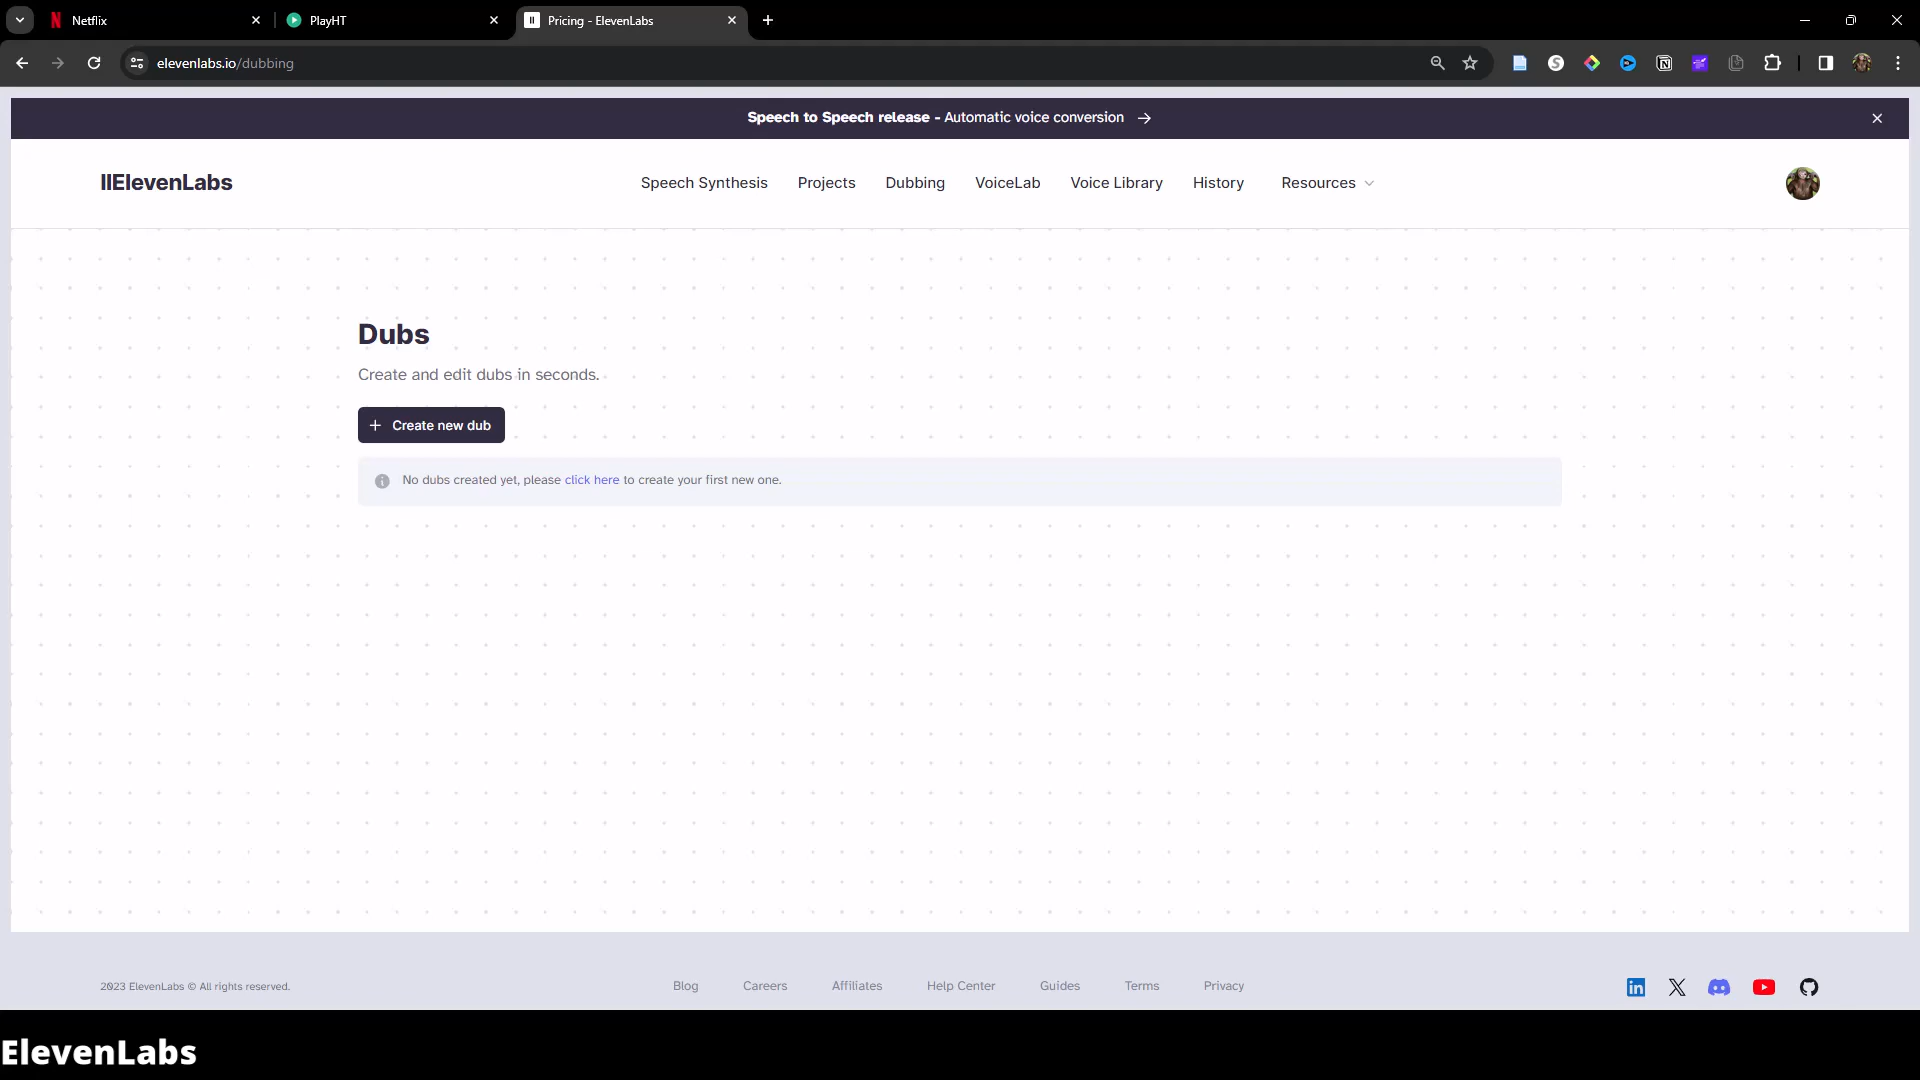 Netflix
PlayHT
Pricing - ElevenLabs
elevenlabs.io/dubbing
Speech to Speech release - Automatic voice conversion →
IIElevenLabs
Speech Synthesis
Projects
Dubbing
VoiceLab
Voice Library
History
Resources
Dubs
Create and edit dubs in seconds.
+ Create new dub
No dubs created yet, please click here to create your first new one.
2023 ElevenLabs © All rights reserved.
Blog
Careers
Affiliates
Help Center
Guides
Terms
Privacy
ElevenLabs